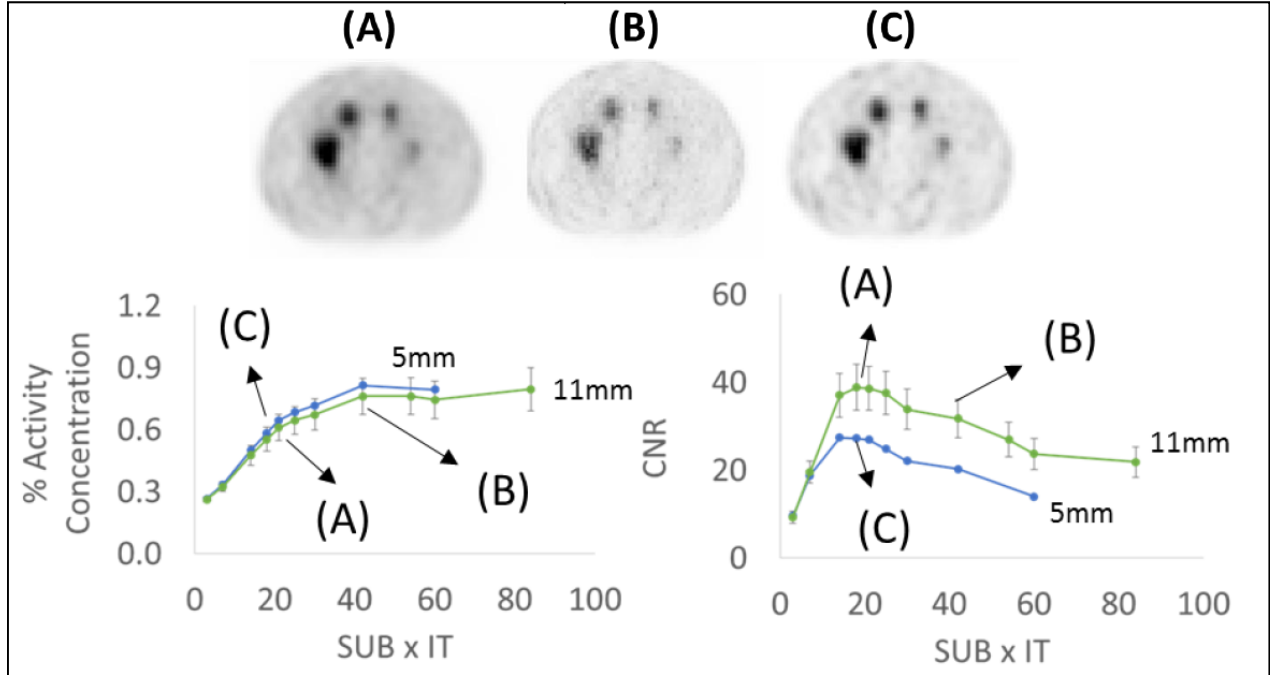 (A)
(B)
(C)
% Activity
Concentration
1.2
0.9
0.6
0.3
0.0
(C)
5mm
11mm
(A)
(B)
0
20
40
60
80
100
SUB x IT
CNR
60
40
20
0
(A)
(B)
11mm
(C)
5mm
0
20
40
60
80
100
SUB x IT